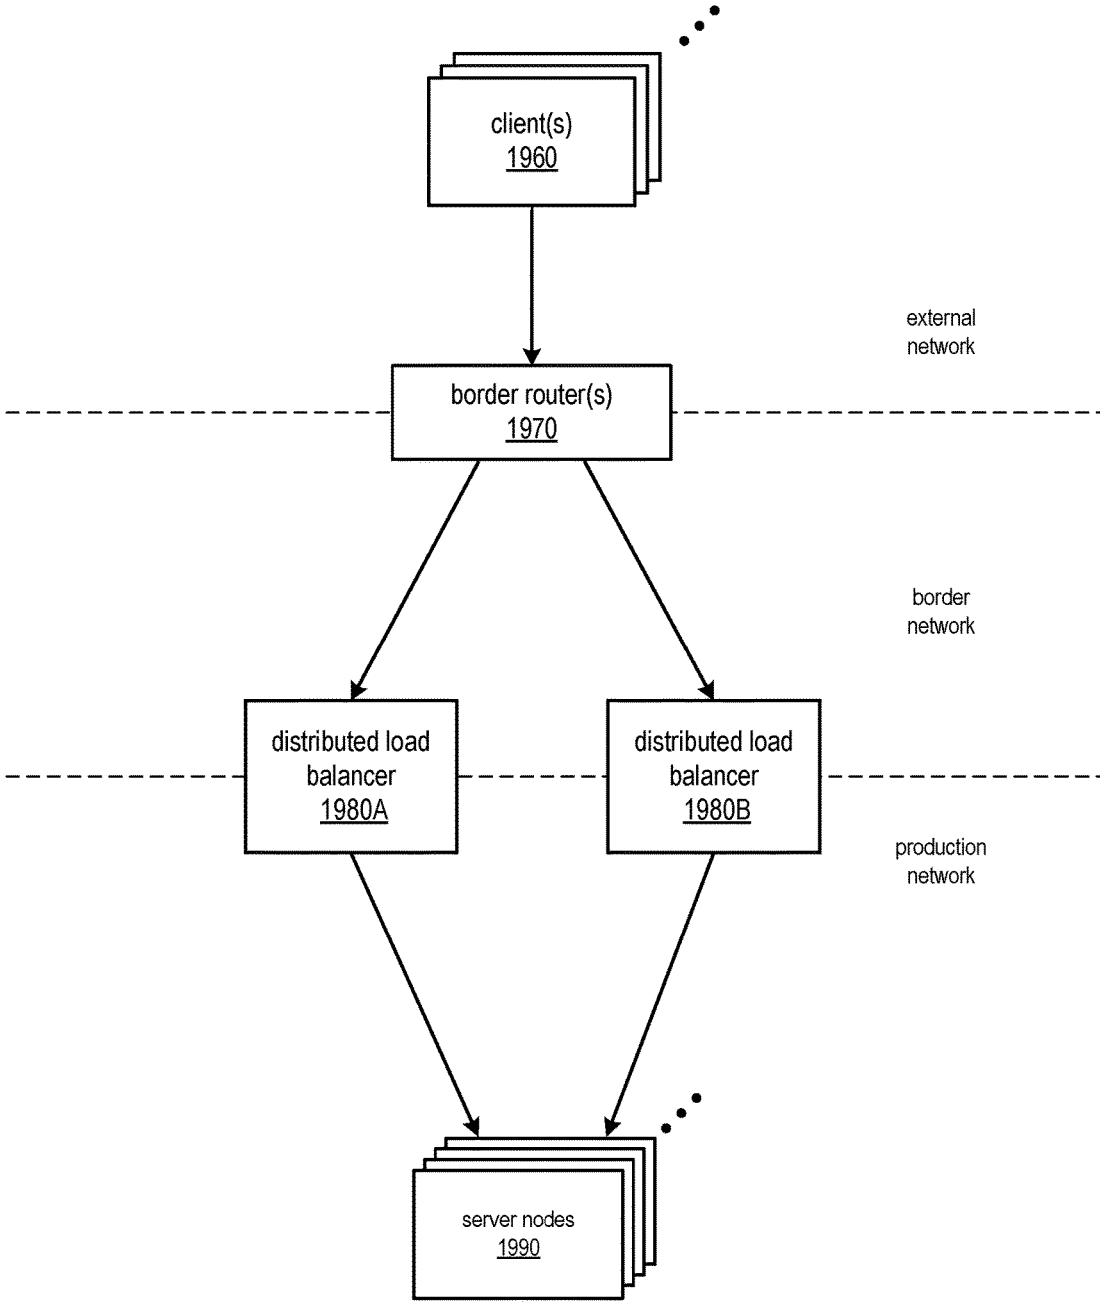 client(s)
1960
external
network
border router(s)
1970
border
network
distributed load
balancer
1980A
distributed load
balancer
1980B
production
network
server nodes
1990